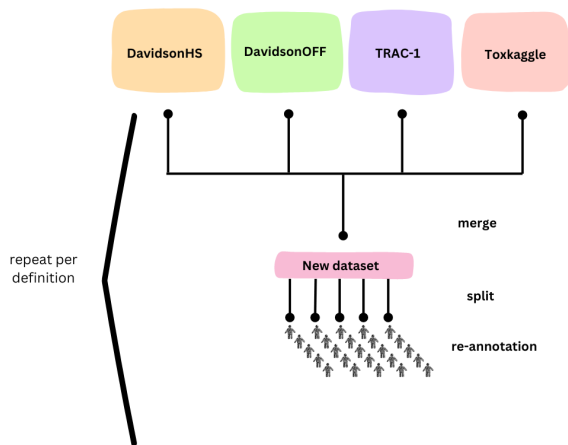 DavidsonHS
DavidsonOFF
TRAC-1
Toxkaggle
merge
repeat per
definition
New dataset
split
re-annotation